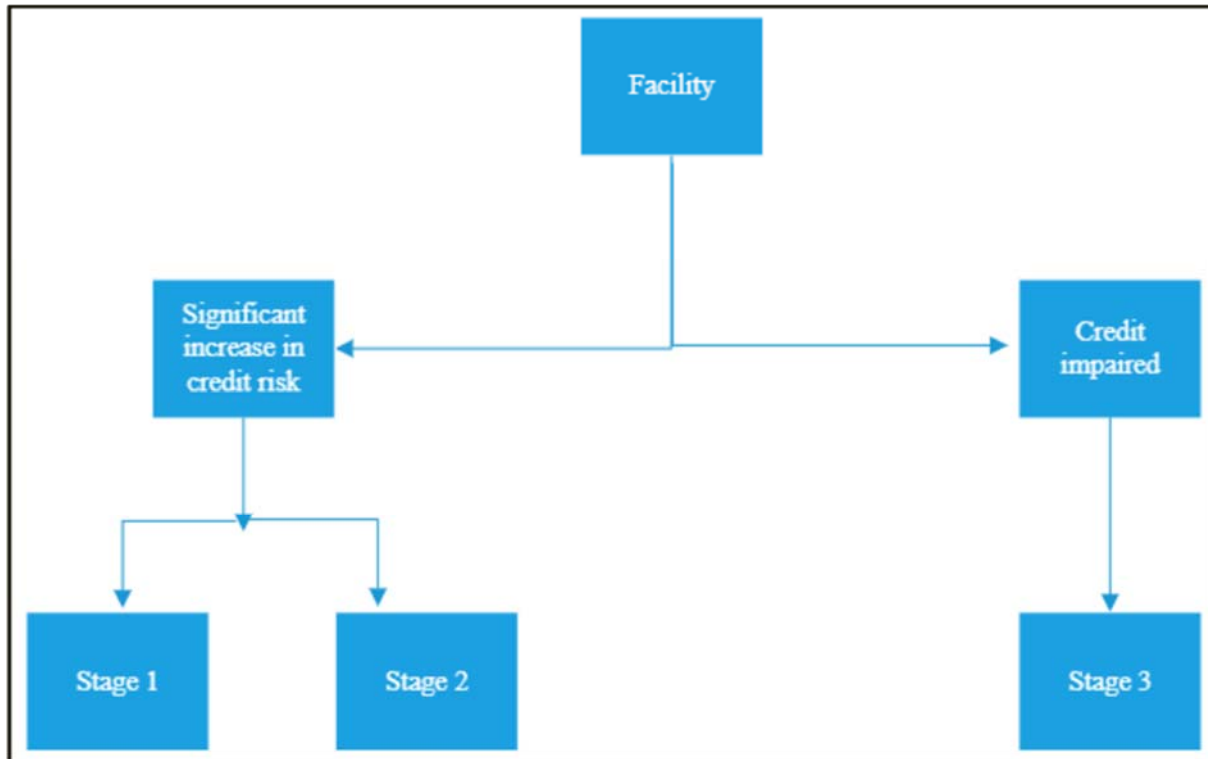 Facility
Significant
increase in
credit risk
Credit
impaired
Stage 1
Stage 2
Stage 3